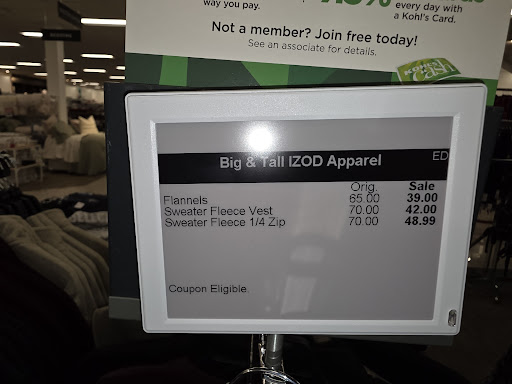 way you pay.
every day with
a Kohl's Card.
Not a member? Join free today!
See an associate for details.
KOHL'S
Big & Tall IZOD Apparel ED
Orig. Sale
Flannels 65.00 39.00
Sweater Fleece Vest 70.00 42.00
Sweater Fleece 1/4 Zip 70.00 48.99
Coupon Eligible.